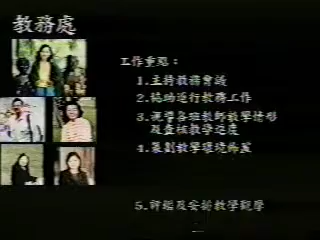 教務處
工作重點：
1.主持教務會議
2.協助進行教務工作
3.視導各班教師教學情形
及查核教學進度
4.策劃教學環境佈置
5.評鑑及安排教學觀摩